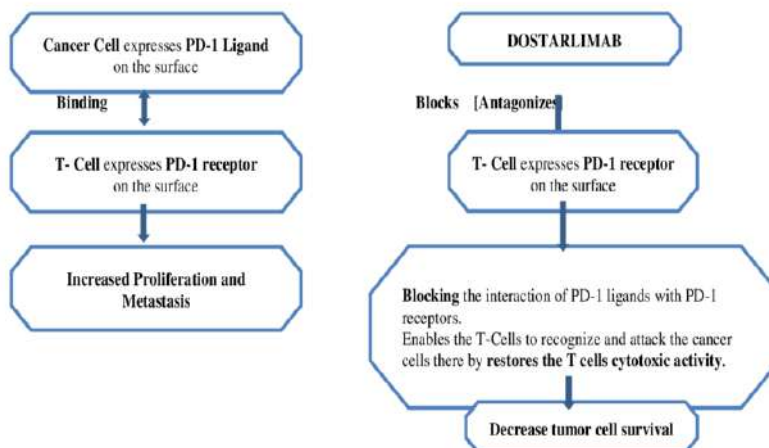 Cancer Cell expresses PD-1 Ligand
on the surface
Binding
T- Cell expresses PD-1 receptor
on the surface
Increased Proliferation and
Metastasis
DOSTARLIMAB
Blocks [Antagonizes]
T- Cell expresses PD-1 receptor
on the surface
Blocking the interaction of PD-1 ligands with PD-1
receptors.
Enables the T-Cells to recognize and attack the cancer
cells there by restores the T cells cytotoxic activity.
Decrease tumor cell survival